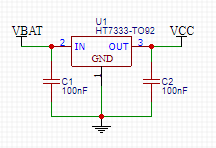 U1
HT7333-TO92
VBAT
VCC
2 IN OUT 3
GND
1
C1
100nF
C2
100nF